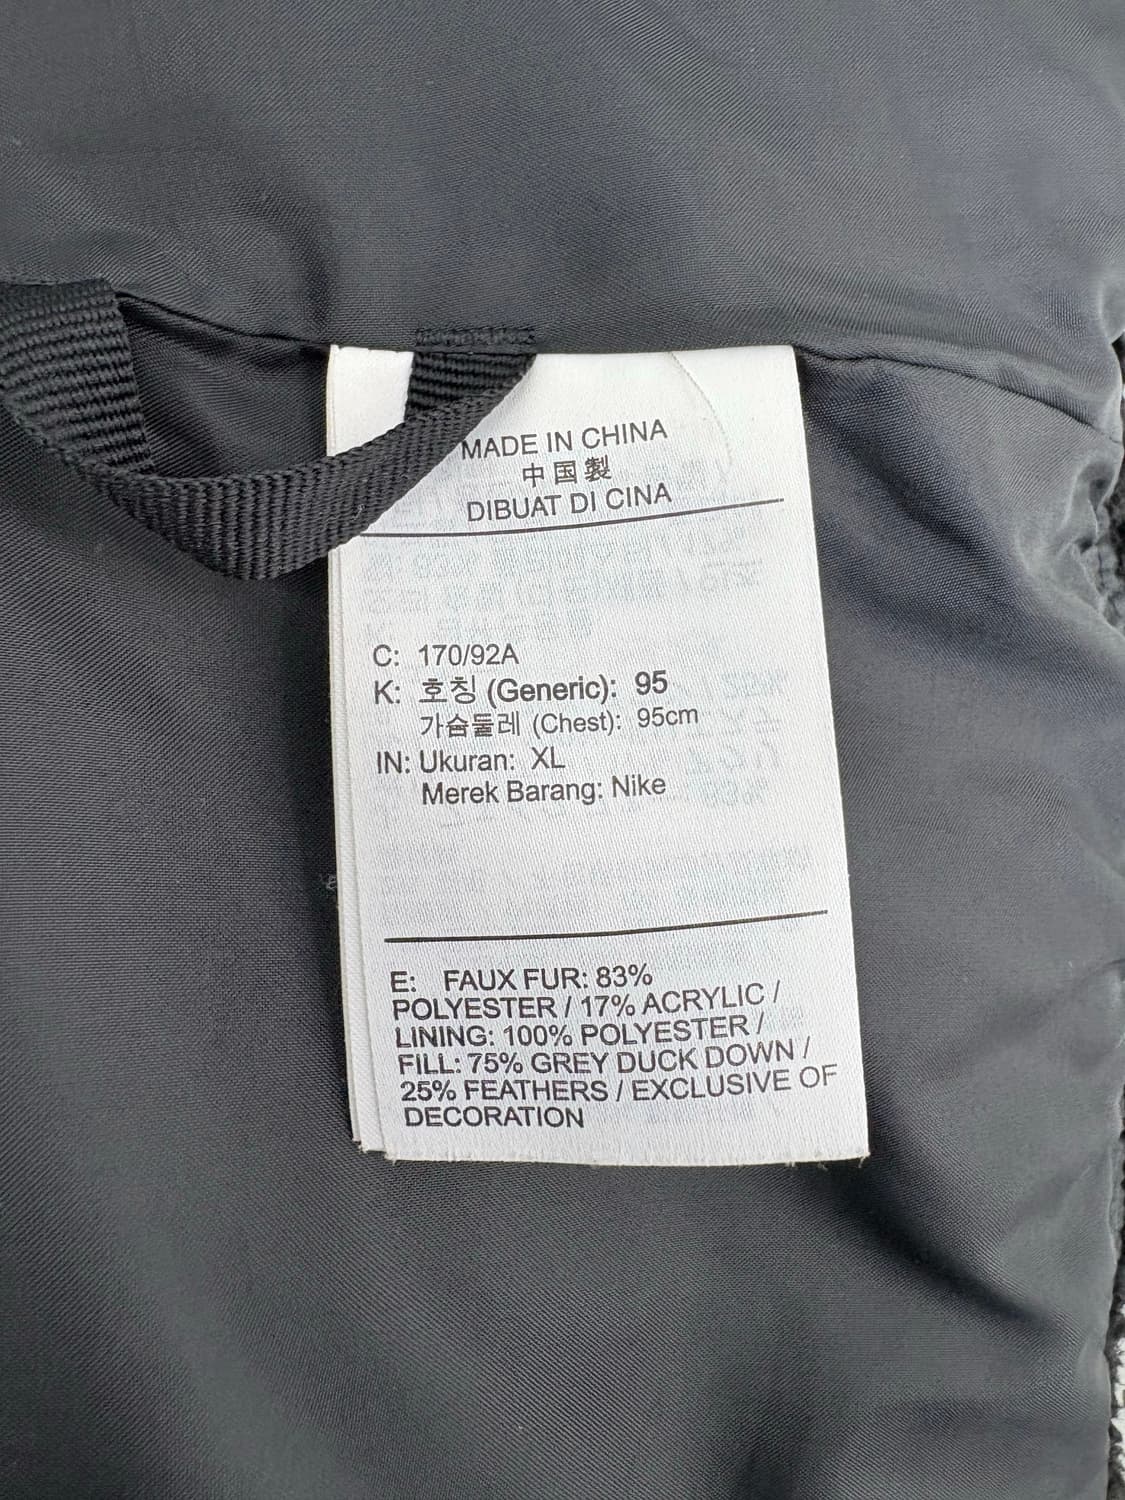 MADE IN CHINA
中国製
DIBUAT DI CINA
C: 170/92A
K: 호칭 (Generic): 95
가슴둘레 (Chest): 95cm
IN: Ukuran: XL
Merek Barang: Nike
E: FAUX FUR: 83%
POLYESTER / 17% ACRYLIC /
LINING: 100% POLYESTER /
FILL: 75% GREY DUCK DOWN /
25% FEATHERS / EXCLUSIVE OF
DECORATION